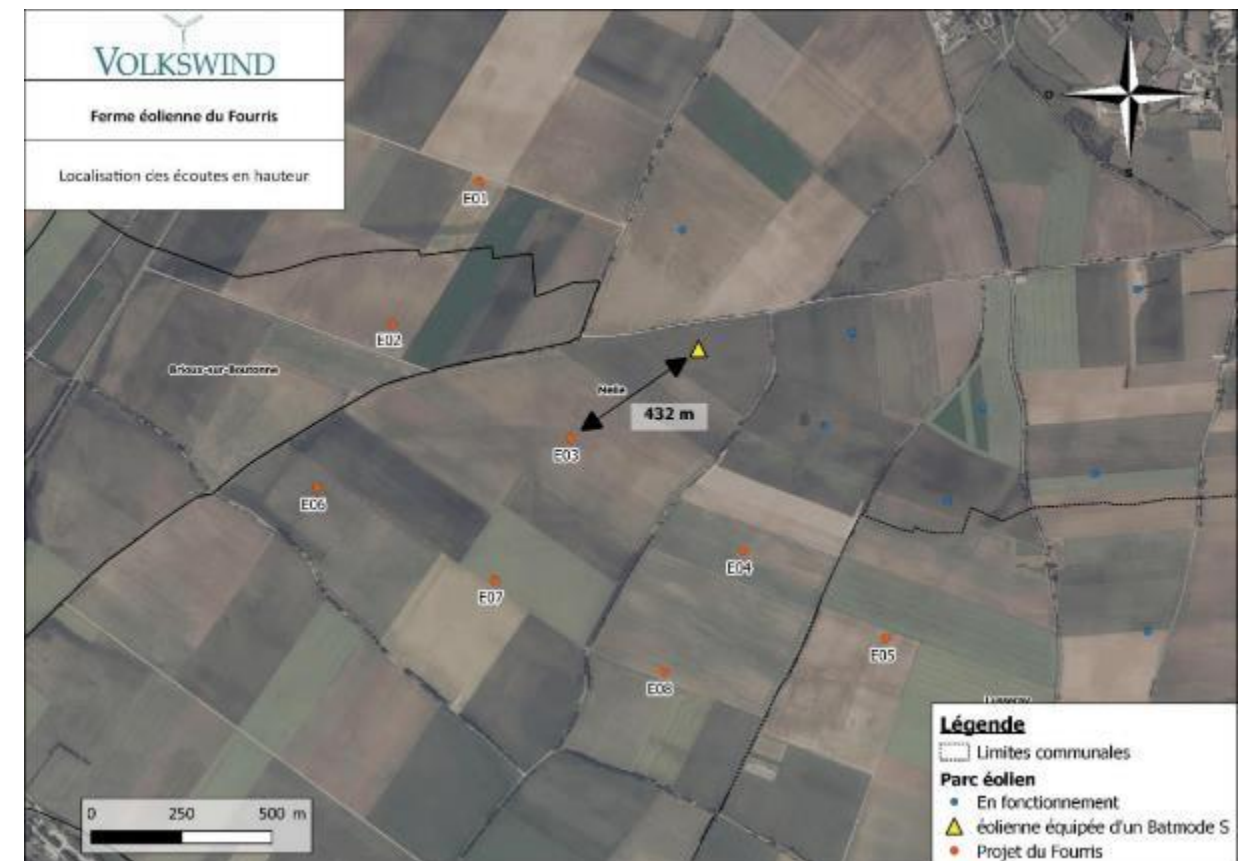 VOLKSWIND
Ferme éolienne du Fourris
Localisation des écoutes en hauteur
N
O
E
S
E01
E02
Brioux-sur-Boutonne
Melle
432 m
E03
E06
E04
E07
E05
E08
Lusseray
Légende
Limites communales
Parc éolien
En fonctionnement
éolienne équipée d'un Batmode S
Projet du Fourris
0 250 500 m